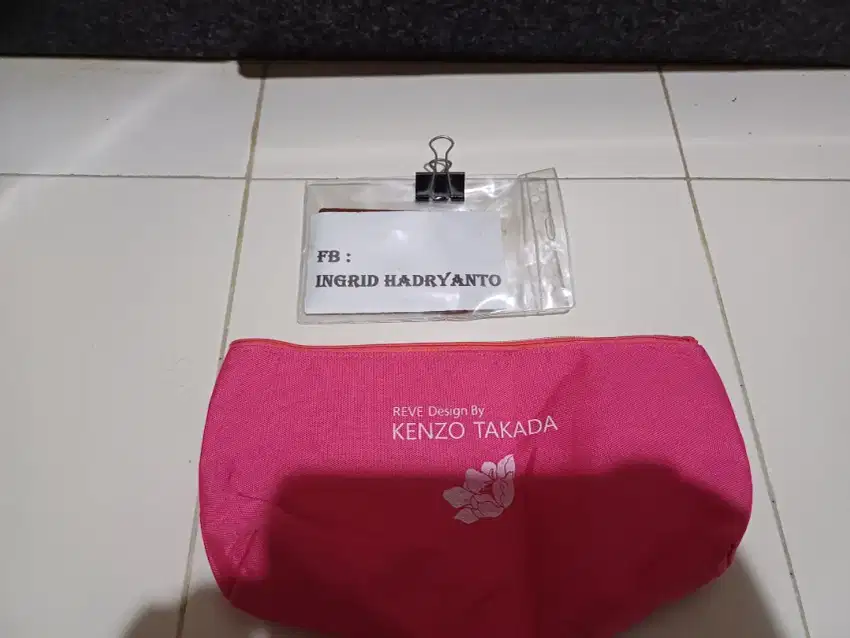 FB :
INGRID HADRYANTO
REVE Design By
KENZO TAKADA